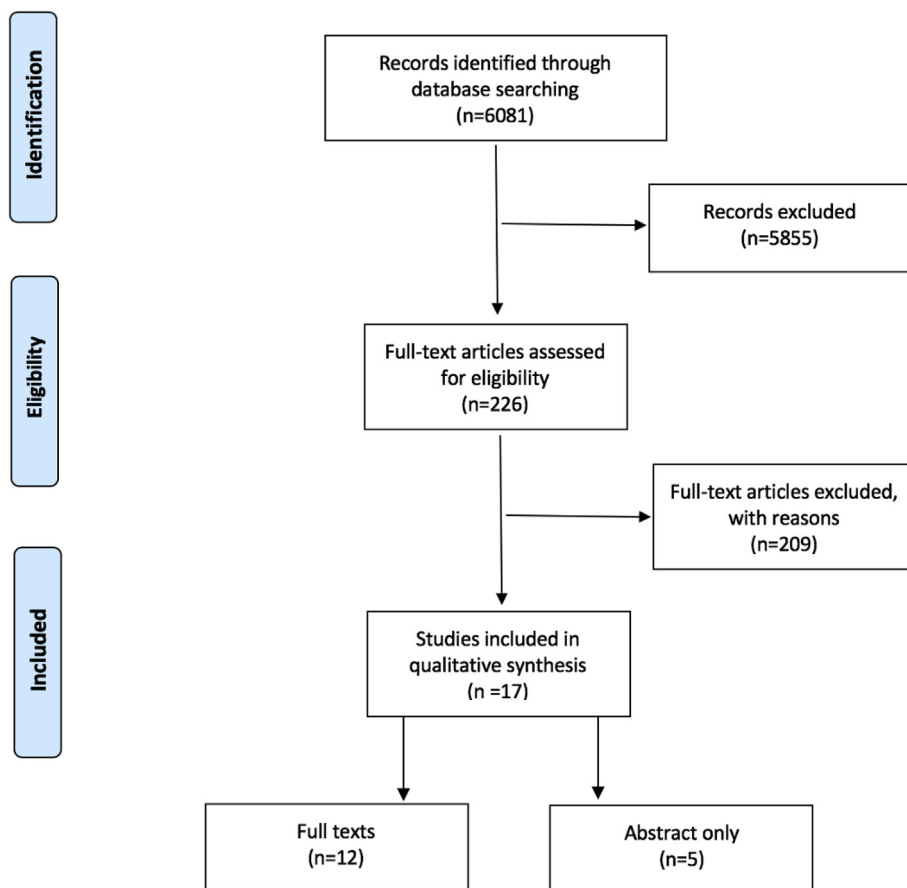 Identification
Records identified through
database searching
(n=6081)
Records excluded
(n=5855)
Eligibility
Full-text articles assessed
for eligibility
(n=226)
Full-text articles excluded,
with reasons
(n=209)
Included
Studies included in
qualitative synthesis
(n =17)
Full texts
(n=12)
Abstract only
(n=5)